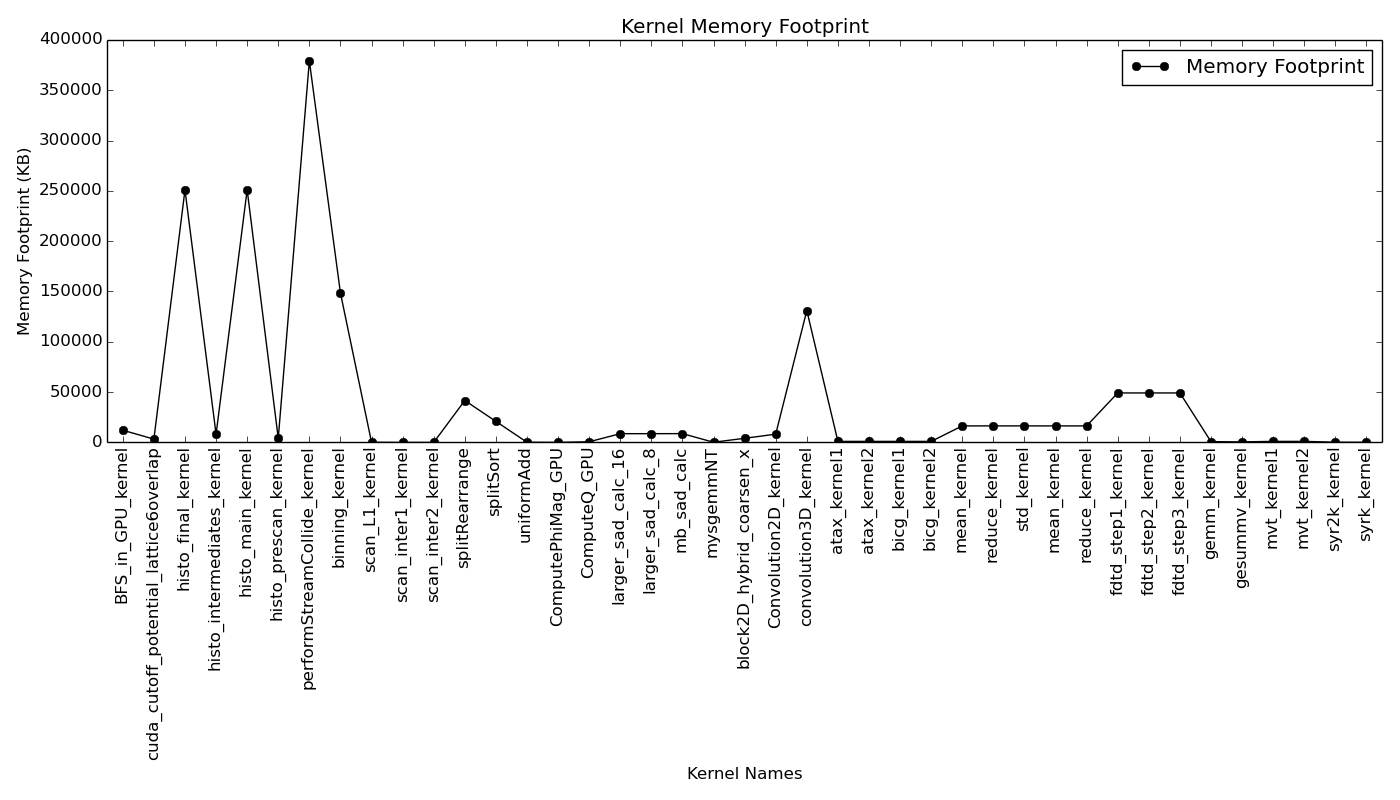 Kernel Memory Footprint
Memory Footprint
Memory Footprint (KB)
400000
350000
300000
250000
200000
150000
100000
50000
0
BFS_in_GPU_kernel
cuda_cutoff_potential_lattice6overlap
histo_final_kernel
histo_intermediates_kernel
histo_main_kernel
histo_prescan_kernel
performStreamCollide_kernel
binning_kernel
scan_L1_kernel
scan_inter1_kernel
scan_inter2_kernel
splitRearrange
splitSort
uniformAdd
ComputePhiMag_GPU
ComputeQ_GPU
larger_sad_calc_16
larger_sad_calc_8
mb_sad_calc
mysgemmNT
block2D_hybrid_coarsen_x
Convolution2D_kernel
convolution3D_kernel
atax_kernel1
atax_kernel2
bicg_kernel1
bicg_kernel2
mean_kernel
reduce_kernel
std_kernel
mean_kernel
reduce_kernel
fdtd_step1_kernel
fdtd_step2_kernel
fdtd_step3_kernel
gemm_kernel
gesummv_kernel
mvt_kernel1
mvt_kernel2
syr2k_kernel
syrk_kernel
Kernel Names